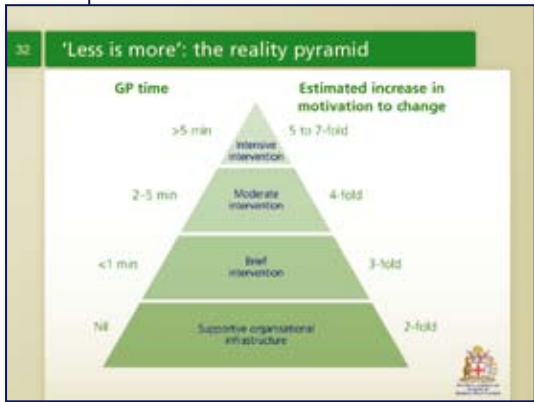 32
'Less is more': the reality pyramid
GP time
Estimated increase in
motivation to change
>5 min
Intensive
intervention
5 to 7-fold
2–5 min
Moderate
intervention
4-fold
<1 min
Brief
intervention
3-fold
Nil
Supportive organisational
infrastructure
2-fold